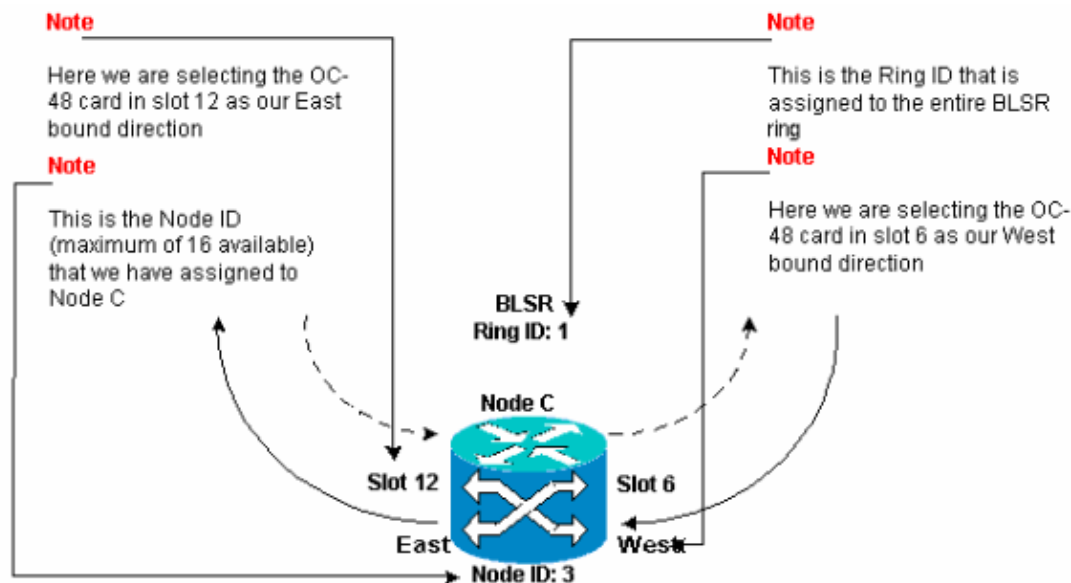 Note
Here we are selecting the OC-
48 card in slot 12 as our East
bound direction
Note
This is the Node ID
(maximum of 16 available)
that we have assigned to
Node C
Note
This is the Ring ID that is
assigned to the entire BLSR
ring
Note
Here we are selecting the OC-
48 card in slot 6 as our West
bound direction
BLSR
Ring ID: 1
Node C
Slot 12
Slot 6
East
West
Node ID: 3